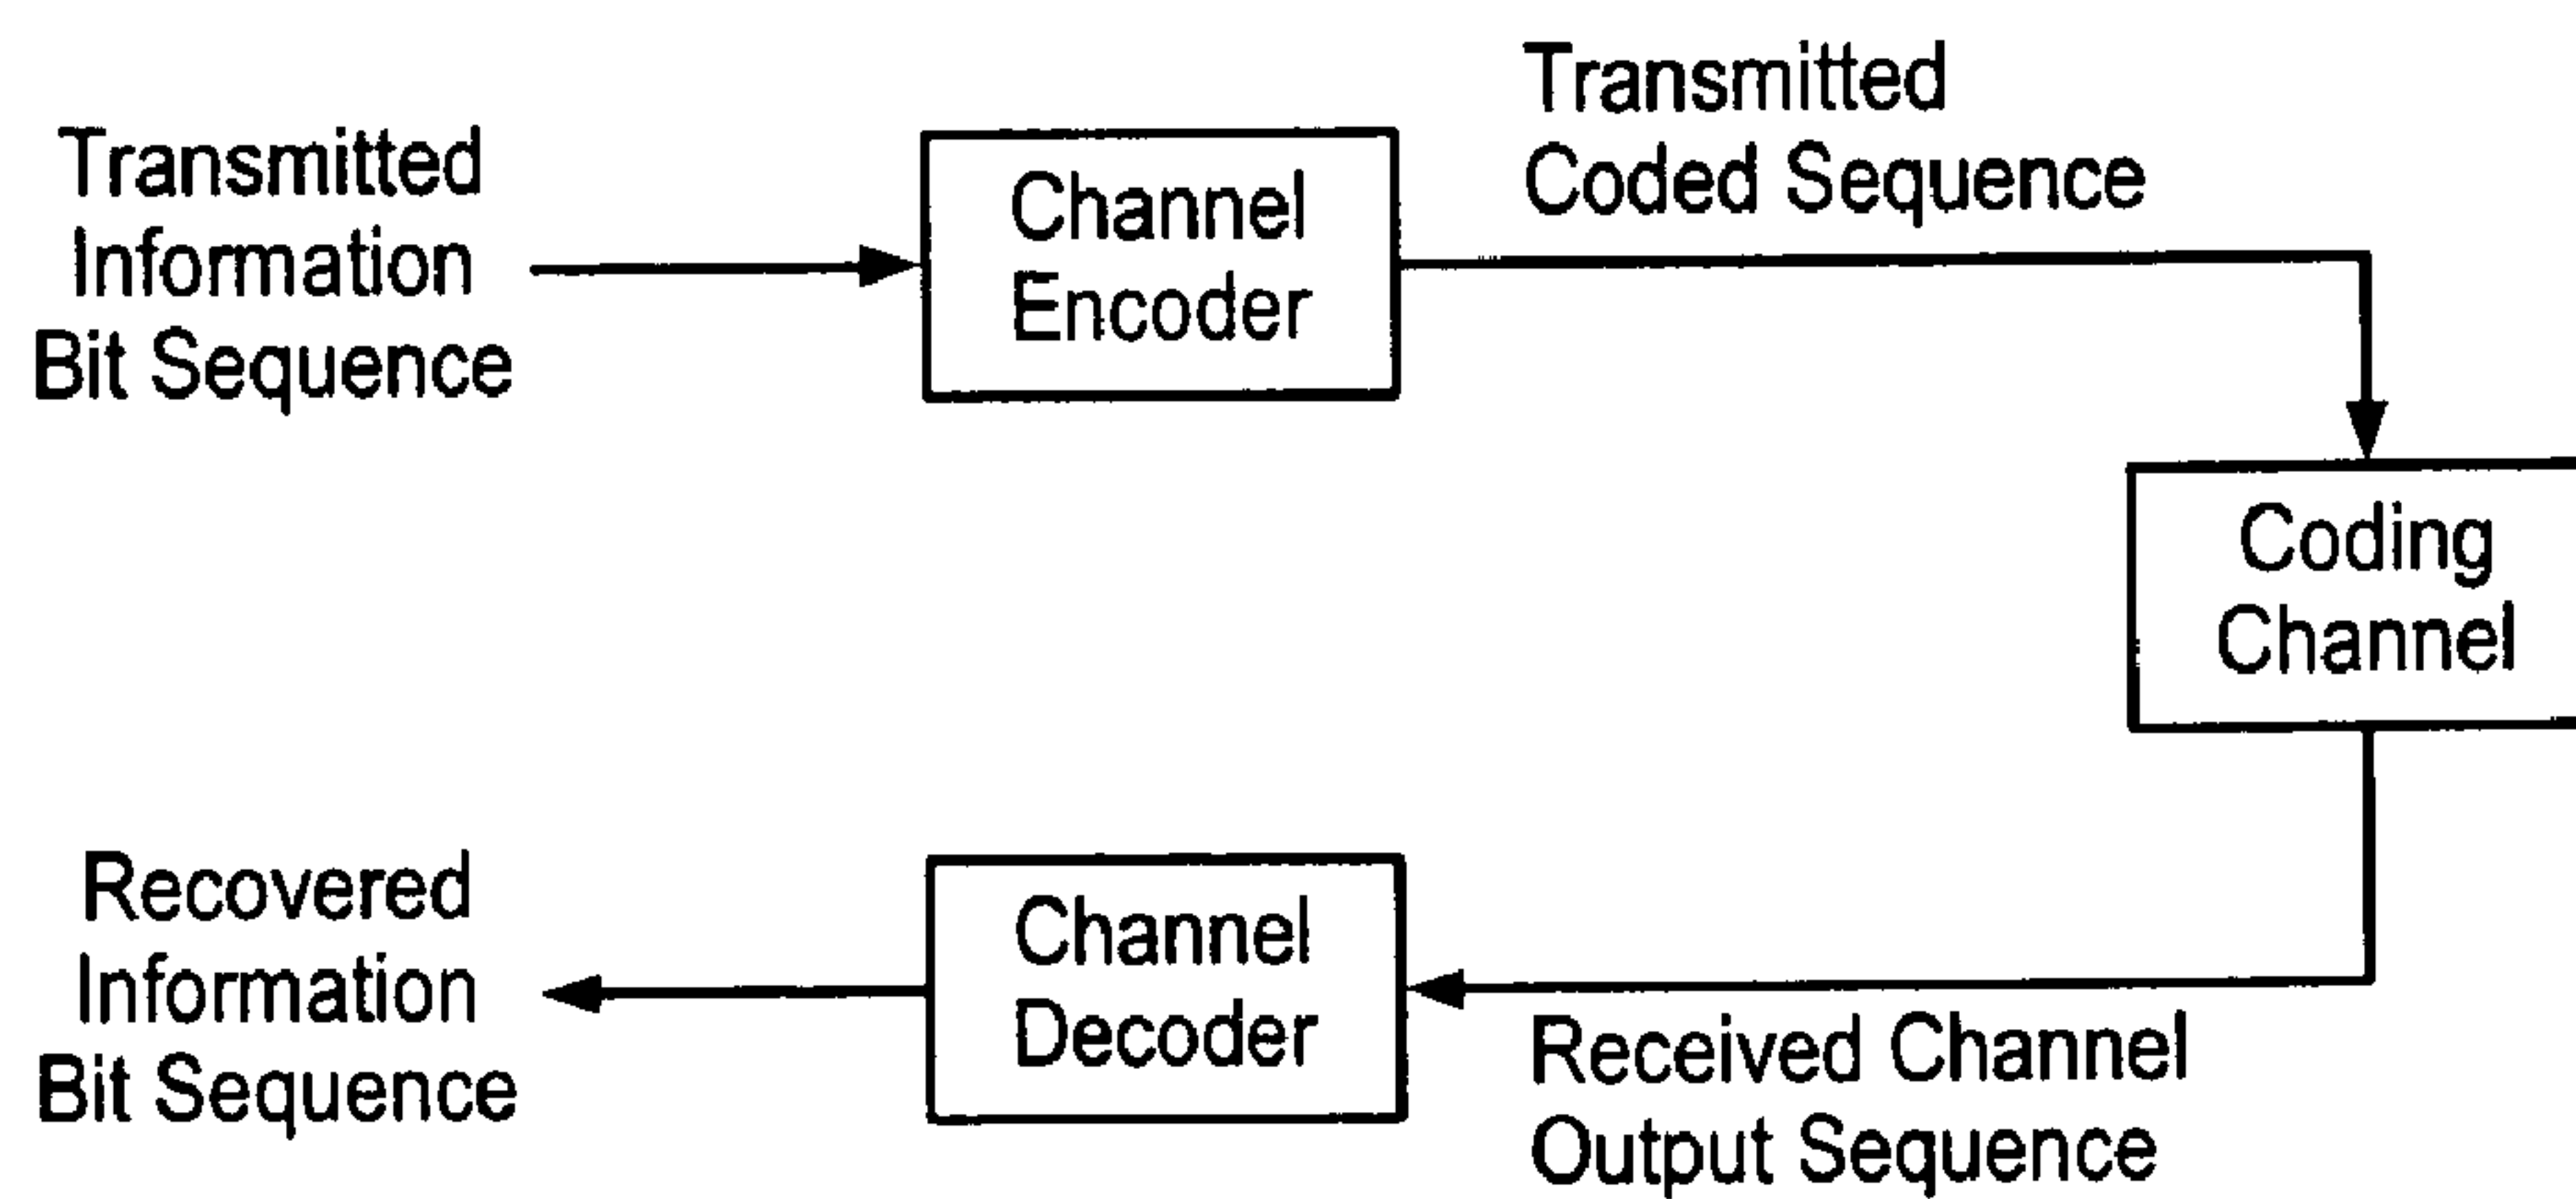 Transmitted
Information
Bit Sequence
Channel
Encoder
Transmitted
Coded Sequence
Coding
Channel
Received Channel
Output Sequence
Channel
Decoder
Recovered
Information
Bit Sequence